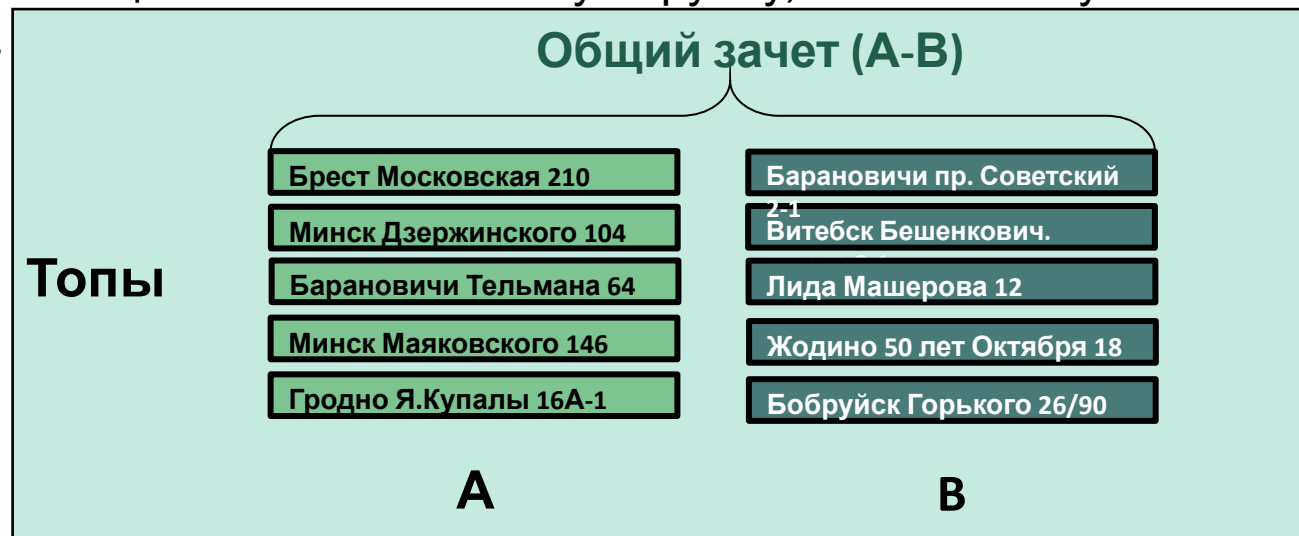 Общий зачет (А-В)
Топы
Брест Московская 210
Минск Дзержинского 104
Барановичи Тельмана 64
Минск Маяковского 146
Гродно Я.Купалы 16А-1
А
Барановичи пр. Советский
2-1
Витебск Бешенкович.
Лида Машерова 12
Жодино 50 лет Октября 18
Бобруйск Горького 26/90
В